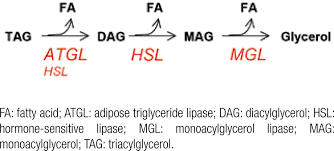 FA FA FA
TAG DAG MAG Glycerol
ATGL HSL MGL
HSL
FA: fatty acid; ATGL: adipose triglyceride lipase; DAG: diacylglycerol; HSL:
hormone-sensitive lipase; MGL: monoacylglycerol lipase; MAG:
monoacylglycerol; TAG: triacylglycerol.